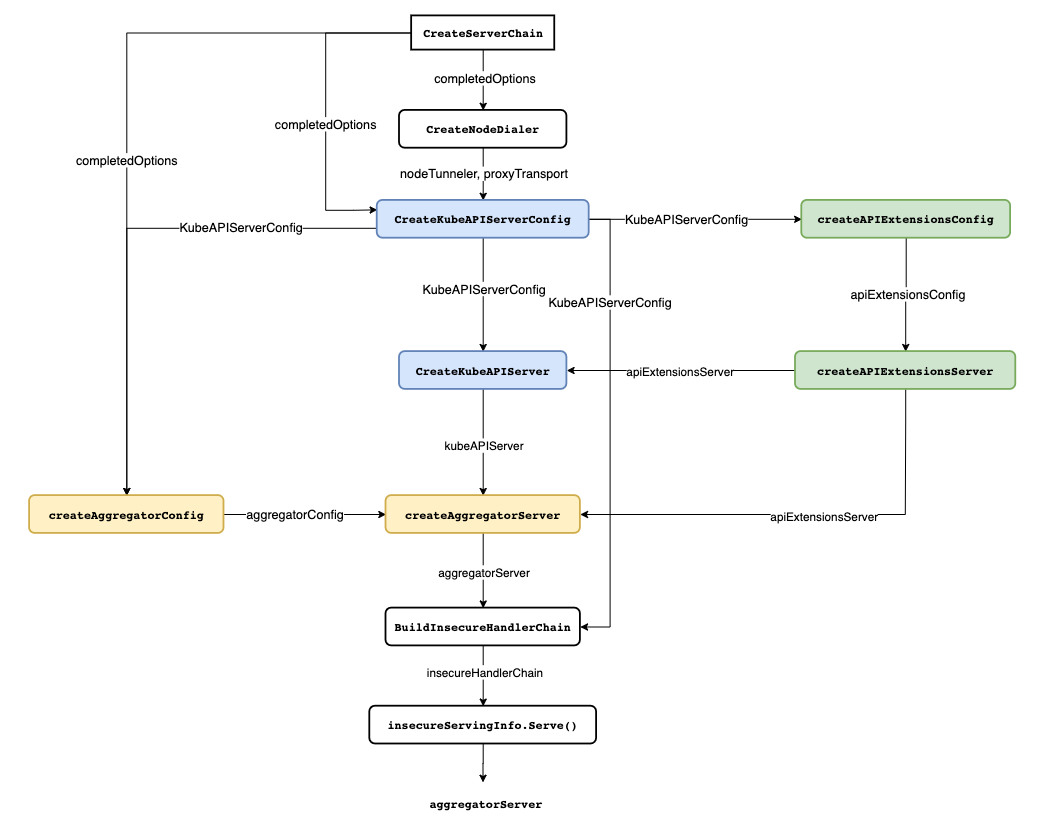 CreateServerChain
completedOptions
completedOptions
CreateNodeDialer
completedOptions
nodeTunneler, proxyTransport
CreateKubeAPIServerConfig
KubeAPIServerConfig
createAPIExtensionsConfig
KubeAPIServerConfig
KubeAPIServerConfig
KubeAPIServerConfig
apiExtensionsConfig
CreateKubeAPIServer
apiExtensionsServer
createAPIExtensionsServer
kubeAPIServer
createAggregatorConfig
aggregatorConfig
createAggregatorServer
apiExtensionsServer
aggregatorServer
BuildInsecureHandlerChain
insecureHandlerChain
insecureServingInfo.Serve()
aggregatorServer